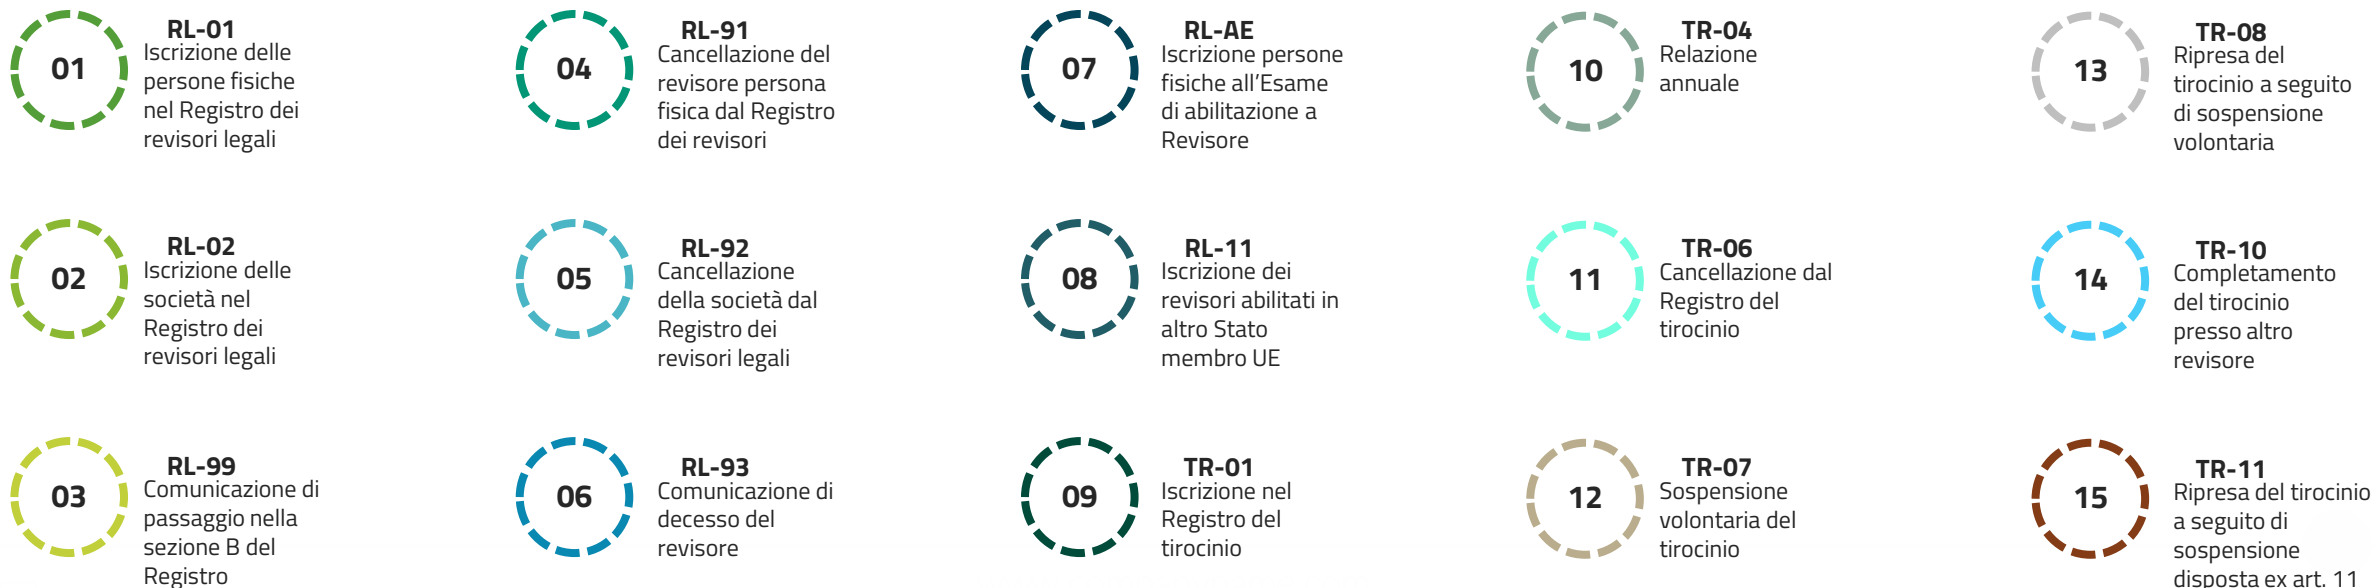 01
RL-01
Iscrizione delle
persone fisiche
nel Registro dei
revisori legali
02
RL-02
Iscrizione delle
società nel
Registro dei
revisori legali
03
RL-99
Comunicazione di
passaggio nella
sezione B del
Registro
04
RL-91
Cancellazione del
revisore persona
fisica dal Registro
dei revisori
05
RL-92
Cancellazione
della società dal
Registro dei
revisori legali
06
RL-93
Comunicazione di
decesso del
revisore
07
RL-AE
Iscrizione persone
fisiche all’Esame
di abilitazione a
Revisore
08
RL-11
Iscrizione dei
revisori abilitati in
altro Stato
membro UE
09
TR-01
Iscrizione nel
Registro del
tirocinio
10
TR-04
Relazione
annuale
11
TR-06
Cancellazione dal
Registro del
tirocinio
12
TR-07
Sospensione
volontaria del
tirocinio
13
TR-08
Ripresa del
tirocinio a seguito
di sospensione
volontaria
14
TR-10
Completamento
del tirocinio
presso altro
revisore
15
TR-11
Ripresa del tirocinio
a seguito di
sospensione
disposta ex art. 11